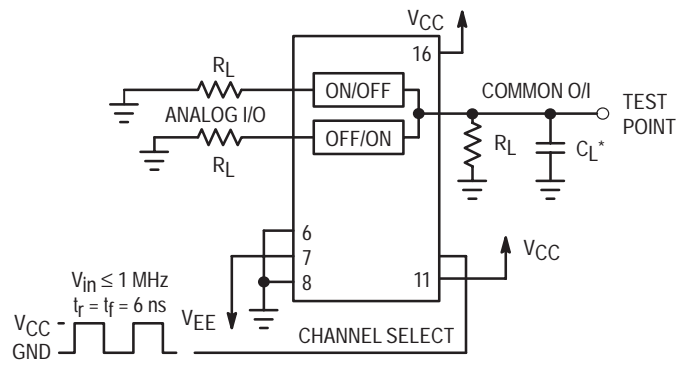 VCC
16
RL
ON/OFF
COMMON O/I
TEST
POINT
ANALOG I/O
OFF/ON
RL
RL
CL*
6
7
8
11
VCC
Vin ≤ 1 MHz
tr = tf = 6 ns
VEE
VCC
GND
CHANNEL SELECT